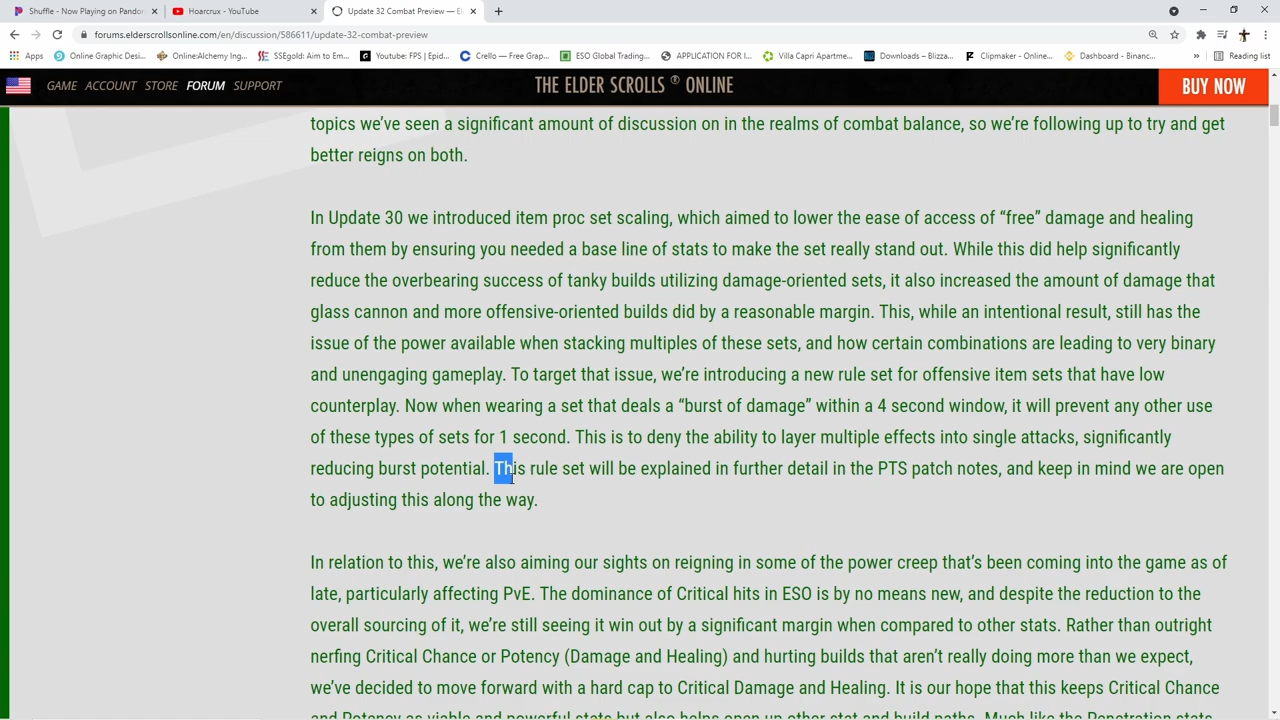 Shuffle - Now Playing on Pandor
Hoarcrux - YouTube
Update 32 Combat Preview — El
forums.elderscrollsonline.com/en/discussion/586611/update-32-combat-preview
Apps
Online Graphic Desi...
Online:Alchemy Ing...
SSEgold: Aim to Em...
Youtube: FPS | Epid...
Crello — Free Grap...
ESO Global Trading...
APPLICATION FOR I...
Villa Capri Apartme...
Downloads – Blizza...
Clipmaker - Online...
Dashboard - Binanc...
»
Reading list
GAME ACCOUNT STORE FORUM SUPPORT
THE ELDER SCROLLS ® ONLINE
BUY NOW
topics we’ve seen a significant amount of discussion on in the realms of combat balance, so we’re following up to try and get
better reigns on both.
In Update 30 we introduced item proc set scaling, which aimed to lower the ease of access of “free” damage and healing
from them by ensuring you needed a base line of stats to make the set really stand out. While this did help significantly
reduce the overbearing success of tanky builds utilizing damage-oriented sets, it also increased the amount of damage that
glass cannon and more offensive-oriented builds did by a reasonable margin. This, while an intentional result, still has the
issue of the power available when stacking multiples of these sets, and how certain combinations are leading to very binary
and unengaging gameplay. To target that issue, we’re introducing a new rule set for offensive item sets that have low
counterplay. Now when wearing a set that deals a “burst of damage” within a 4 second window, it will prevent any other use
of these types of sets for 1 second. This is to deny the ability to layer multiple effects into single attacks, significantly
reducing burst potential. This rule set will be explained in further detail in the PTS patch notes, and keep in mind we are open
to adjusting this along the way.
In relation to this, we’re also aiming our sights on reigning in some of the power creep that’s been coming into the game as of
late, particularly affecting PvE. The dominance of Critical hits in ESO is by no means new, and despite the reduction to the
overall sourcing of it, we’re still seeing it win out by a significant margin when compared to other stats. Rather than outright
nerfing Critical Chance or Potency (Damage and Healing) and hurting builds that aren’t really doing more than we expect,
we’ve decided to move forward with a hard cap to Critical Damage and Healing. It is our hope that this keeps Critical Chance
and Potency as viable and powerful stats but also helps open up other stat and build paths. Much like the Penetration stats